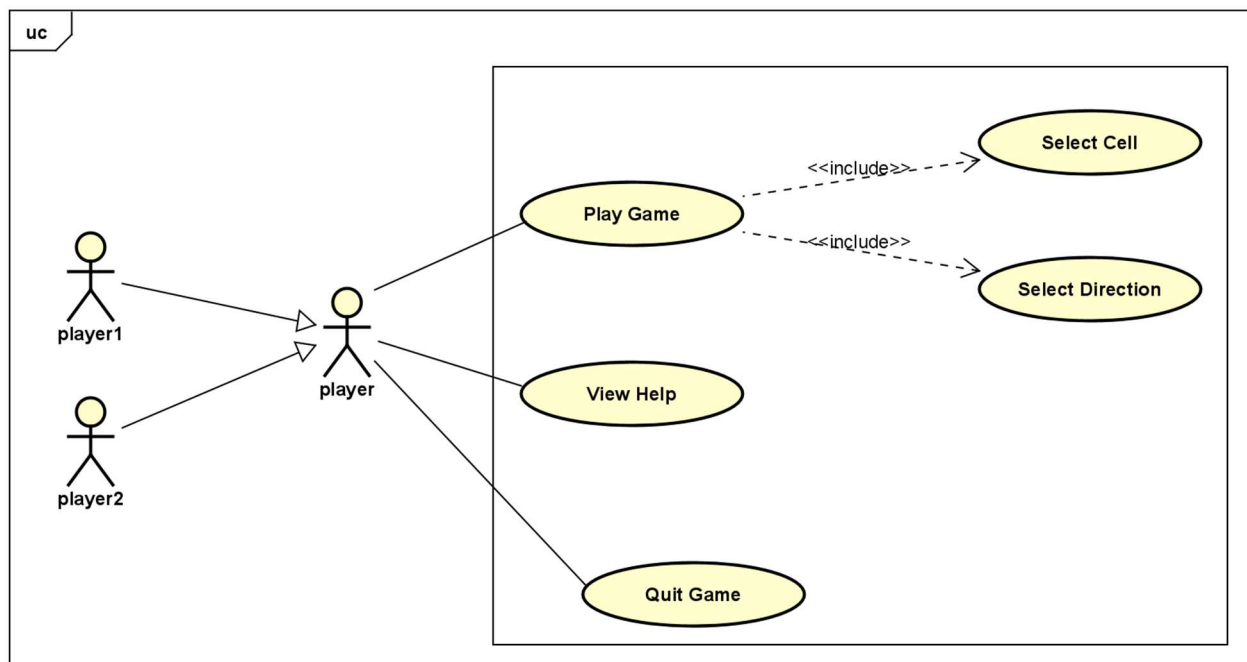 uc
Select Cell
<<include>>
Play Game
<<include>>
Select Direction
player1
player
View Help
player2
Quit Game